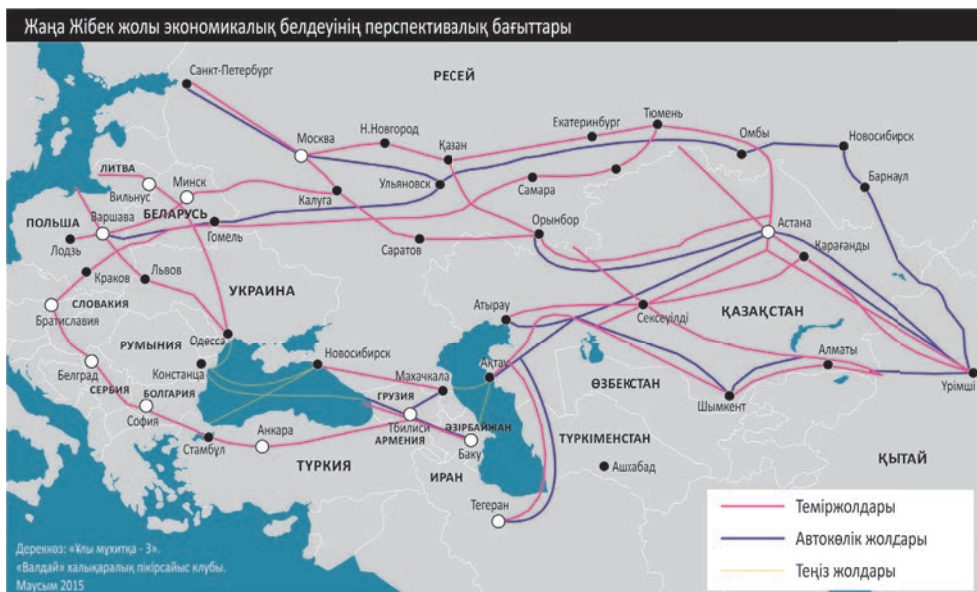 Жаңа Жібек жолы экономикалық белдеуінің перспективалық бағыттары
Санкт-Петербург
РЕСЕЙ
Москва
Н.Новгород
Қазан
Екатеринбург
Тюмень
Омбы
Новосибирск
Барнаул
ЛИТВА
Вильнус
Минск
БЕЛАРУСЬ
Калуга
Ульяновск
Самара
ПОЛЬША
Варшава
Лодзь
Гомель
Саратов
Орынбор
Астана
Қарағанды
Краков
Львов
УКРАИНА
СЛОВАКИЯ
Братиславия
Атырау
Сексеуілді
ҚАЗАҚСТАН
РУМЫНИЯ
Одесса
Констанца
Новосибирск
Махачкала
Ақтау
Алматы
Үрімші
Белград
СЕРБИЯ
БОЛГАРИЯ
София
ГРУЗИЯ
Тбилиси
АРМЕНИЯ
ӘЗІРБАЙЖАН
Баку
ӨЗБЕКСТАН
Шымкент
Стамбұл
Анкара
ТҮРКИЯ
ИРАН
ТҮРКІМЕНСТАН
Ашхабад
ҚЫТАЙ
Тегеран
Теміржолдары
Автокөлік жолдары
Теңіз жолдары
Дереккөз: «Ұлы мұхитқа - 3».
«Валдай» халықаралық пікірсайыс клубы.
Маусым 2015